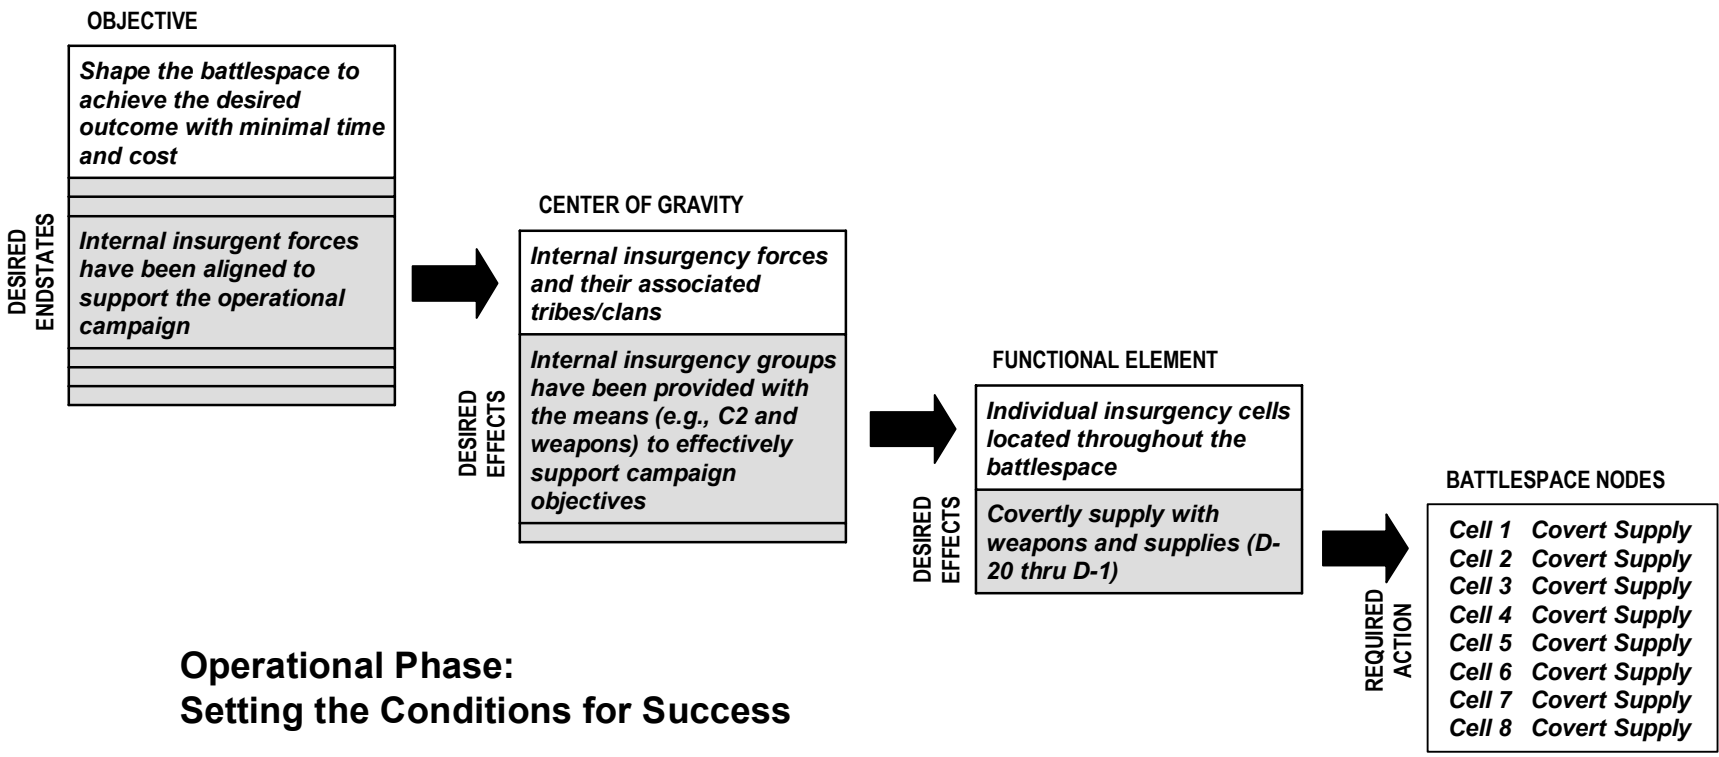 OBJECTIVE
Shape the battlespace to
achieve the desired
outcome with minimal time
and cost
DESIRED
ENDSTATES
Internal insurgent forces
have been aligned to
support the operational
campaign
CENTER OF GRAVITY
Internal insurgency forces
and their associated
tribes/clans
DESIRED
EFFECTS
Internal insurgency groups
have been provided with
the means (e.g., C2 and
weapons) to effectively
support campaign
objectives
FUNCTIONAL ELEMENT
Individual insurgency cells
located throughout the
battlespace
DESIRED
EFFECTS
Covertly supply with
weapons and supplies (D-
20 thru D-1)
BATTLESPACE NODES
REQUIRED
ACTION
Cell 1 Covert Supply
Cell 2 Covert Supply
Cell 3 Covert Supply
Cell 4 Covert Supply
Cell 5 Covert Supply
Cell 6 Covert Supply
Cell 7 Covert Supply
Cell 8 Covert Supply
Operational Phase:
Setting the Conditions for Success